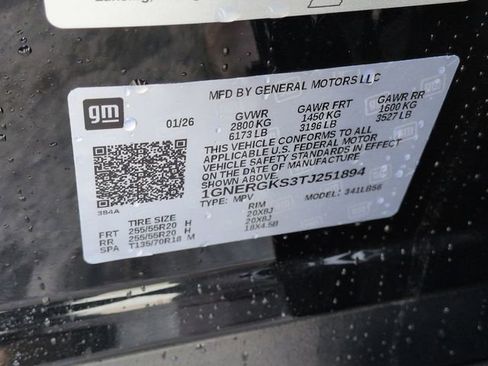 gm
MFD BY GENERAL MOTORS LLC
01/26 GVWR GAWR FRT GAWR RR
2800 KG 1450 KG 1600 KG
6173 LB 3196 LB 3527 LB
THIS VEHICLE CONFORMS TO ALL
APPLICABLE U.S. FEDERAL MOTOR
VEHICLE SAFETY STANDARDS IN EFFECT
ON THE DATE OF MANUFACTURE
SHOWN ABOVE.
1GNERGKS3TJ251894
TYPE: MPV MODEL: 341LB56
384A
TIRE SIZE RIM
FRT 255/55R20 H 20X8J
RR 255/55R20 H 20X8J
SPA T135/70R18 M 18X4.5B